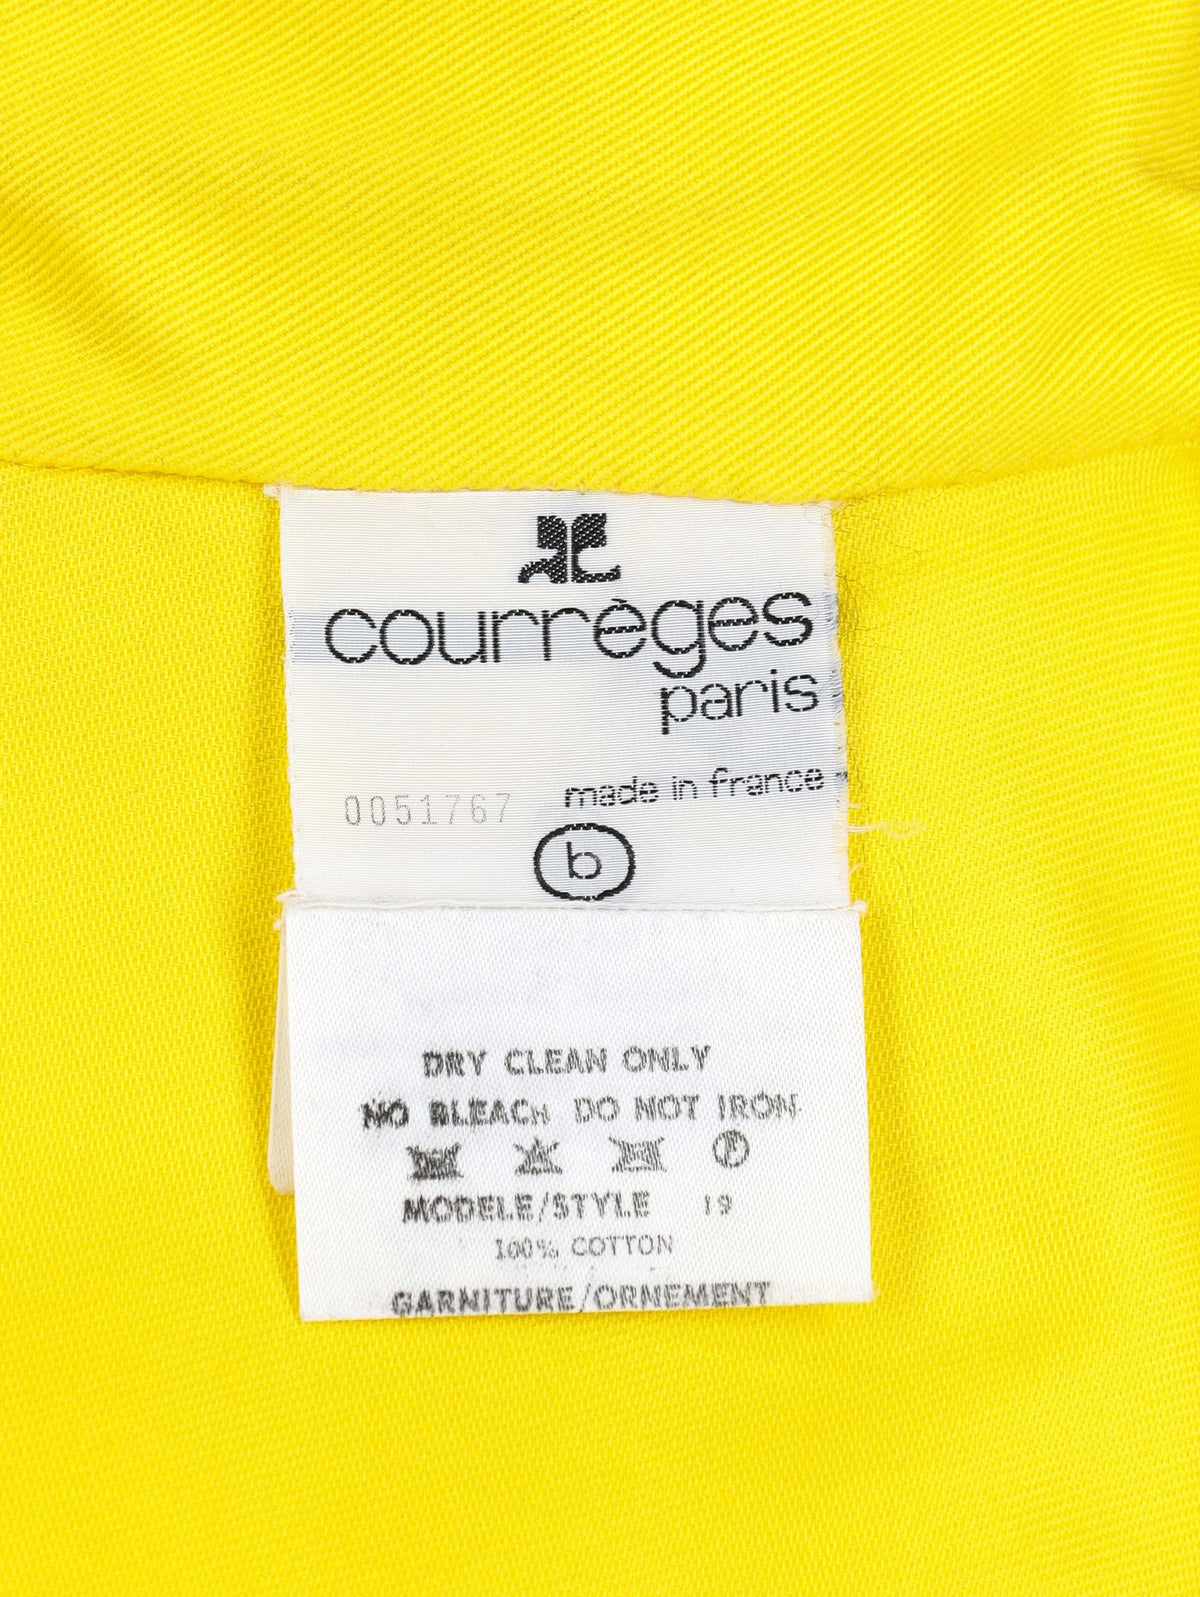 courrèges
paris
made in france
0051767
b
DRY CLEAN ONLY
NO BLEACH DO NOT IRON
P
MODELE/STYLE 19
100% COTTON
GARNITURE/ORNEMENT